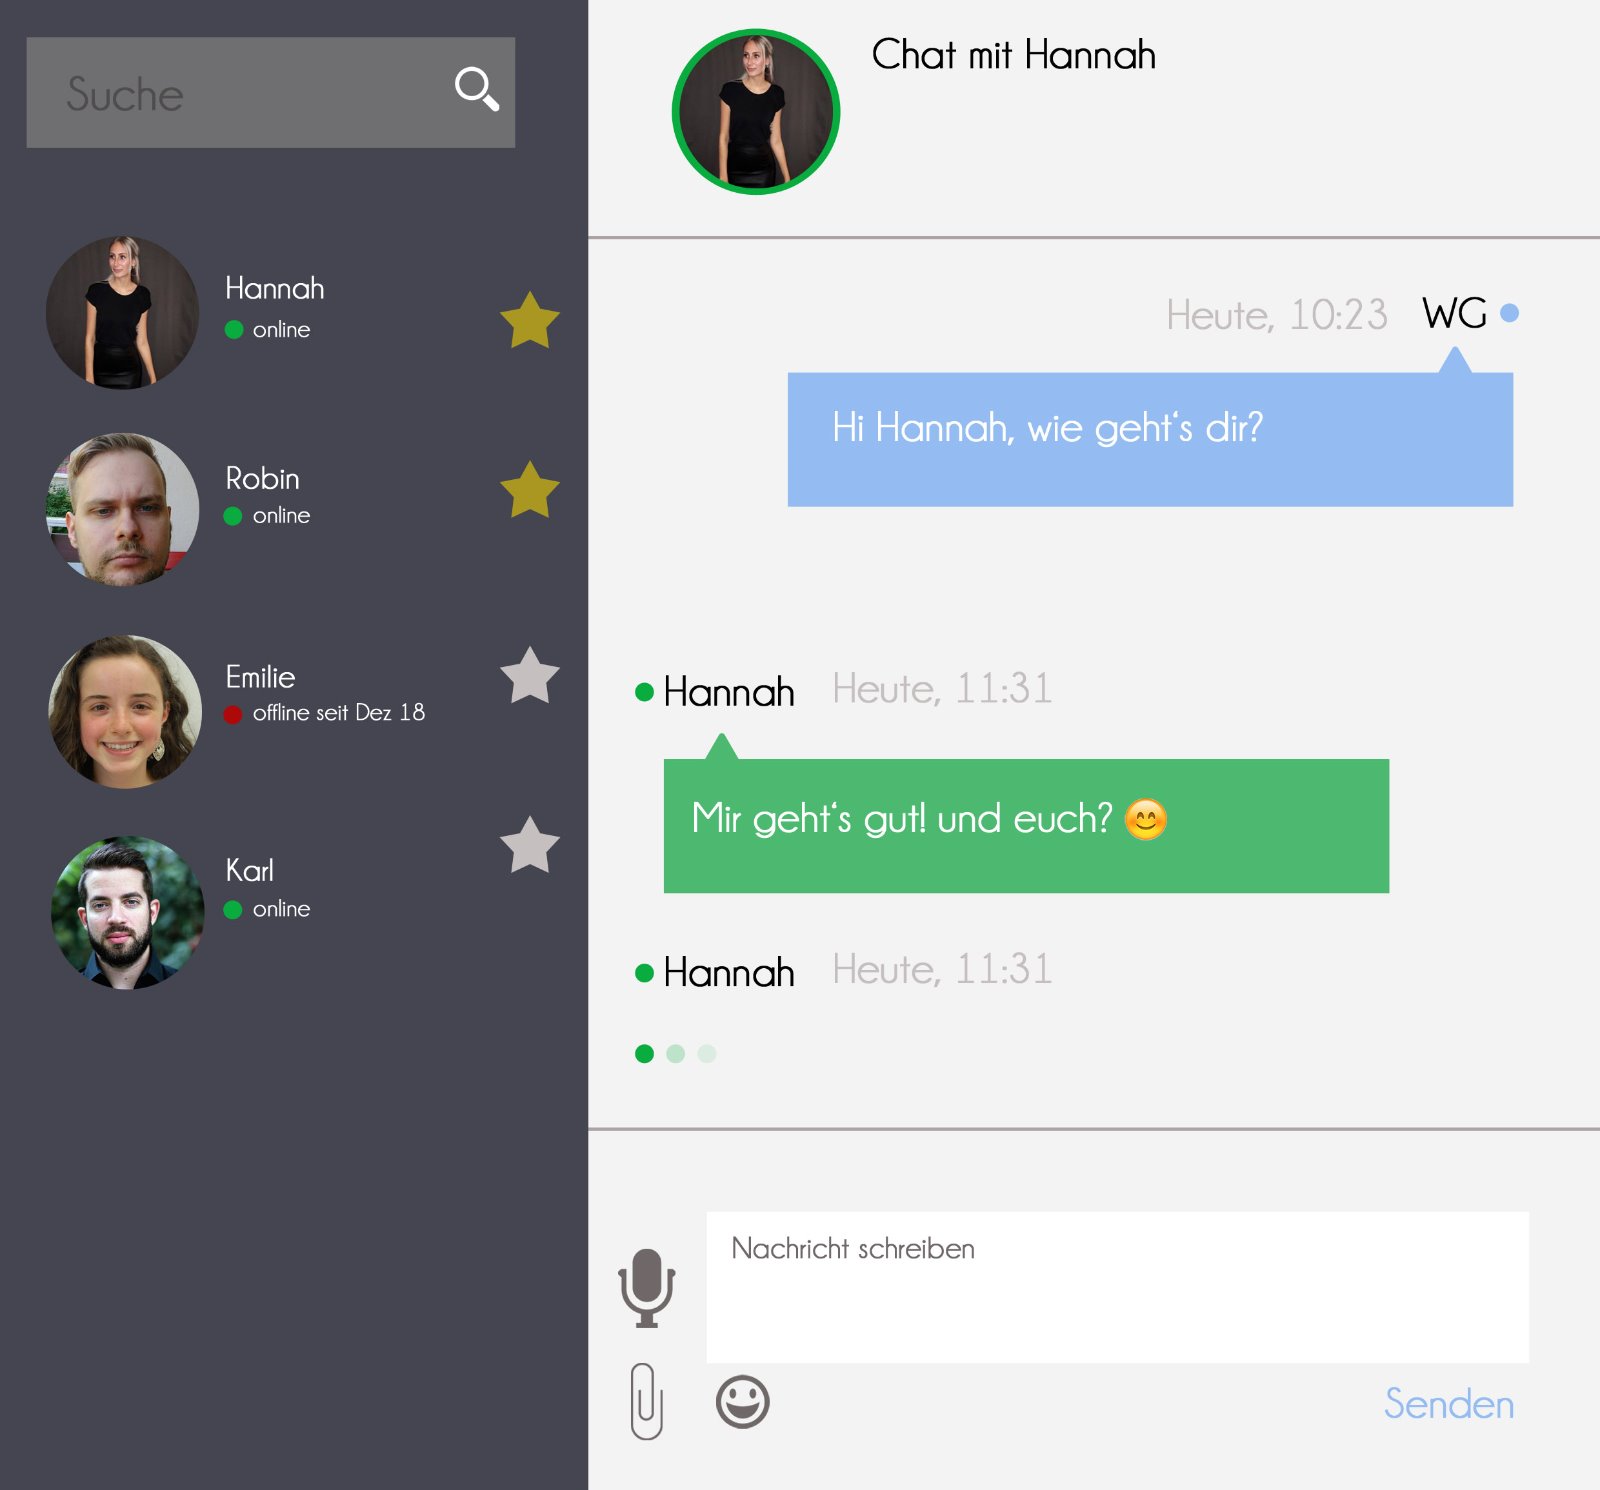 Suche
Hannah
online
Robin
online
Emilie
offline seit Dez 18
Karl
online
Chat mit Hannah
Heute, 10:23 WG
Hi Hannah, wie geht‘s dir?
Hannah Heute, 11:31
Mir geht‘s gut! und euch? 😊
Hannah Heute, 11:31
Nachricht schreiben
Senden